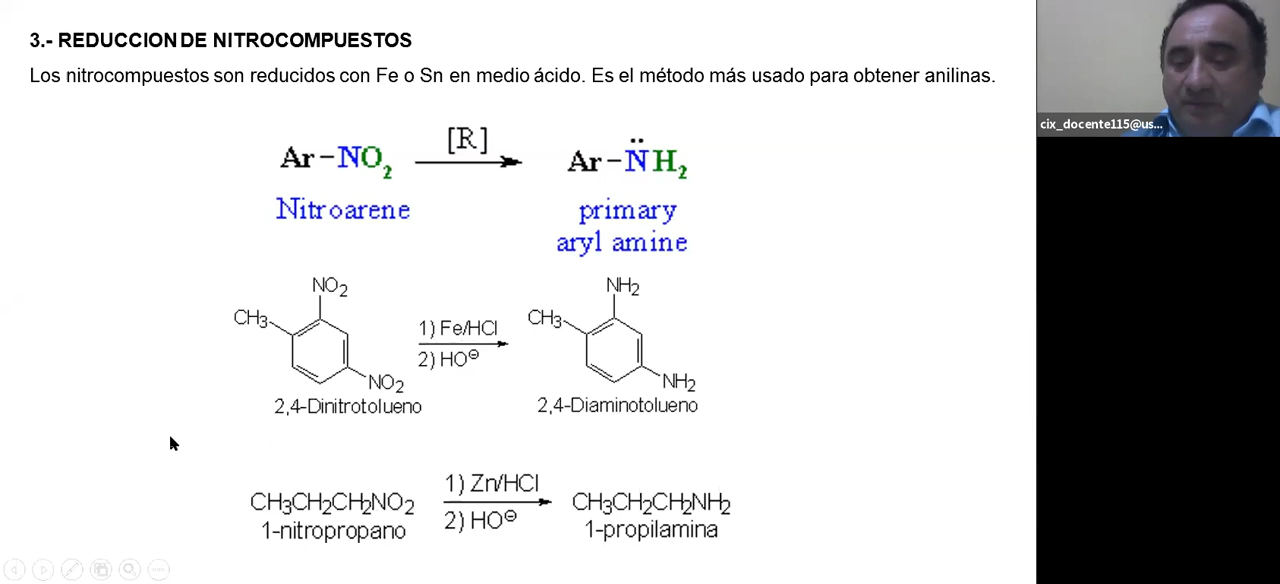 3.- REDUCCION DE NITROCOMPUESTOS
Los nitrocompuestos son reducidos con Fe o Sn en medio ácido. Es el método más usado para obtener anilinas.
cix_docente115@us...
Ar-NO₂ [R] Ar-N̈H₂
Nitroarene primary
aryl amine
NO₂ NH₂
CH₃ 1) Fe/HCl CH₃
2) HO⊖
NO₂ NH₂
2,4-Dinitrotolueno 2,4-Diaminotolueno
1) Zn/HCl
CH₃CH₂CH₂NO₂ CH₃CH₂CH₂NH₂
2) HO⊖
1-nitropropano 1-propilamina